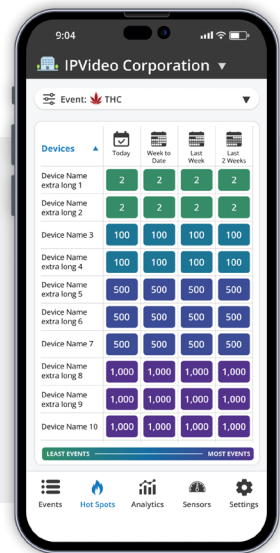 9:04
IPVideo Corporation
Event: THC
Devices Today Week to Date Last Week Last 2 Weeks
Device Name extra long 1 2 2 2 2
Device Name extra long 2 2 2 2 2
Device Name 3 100 100 100 100
Device Name extra long 4 100 100 100 100
Device Name extra long 5 500 500 500 500
Device Name extra long 6 500 500 500 500
Device Name 7 500 500 500 500
Device Name extra long 8 1,000 1,000 1,000 1,000
Device Name extra long 9 1,000 1,000 1,000 1,000
Device Name 10 1,000 1,000 1,000 1,000
LEAST EVENTS MOST EVENTS
Events Hot Spots Analytics Sensors Settings